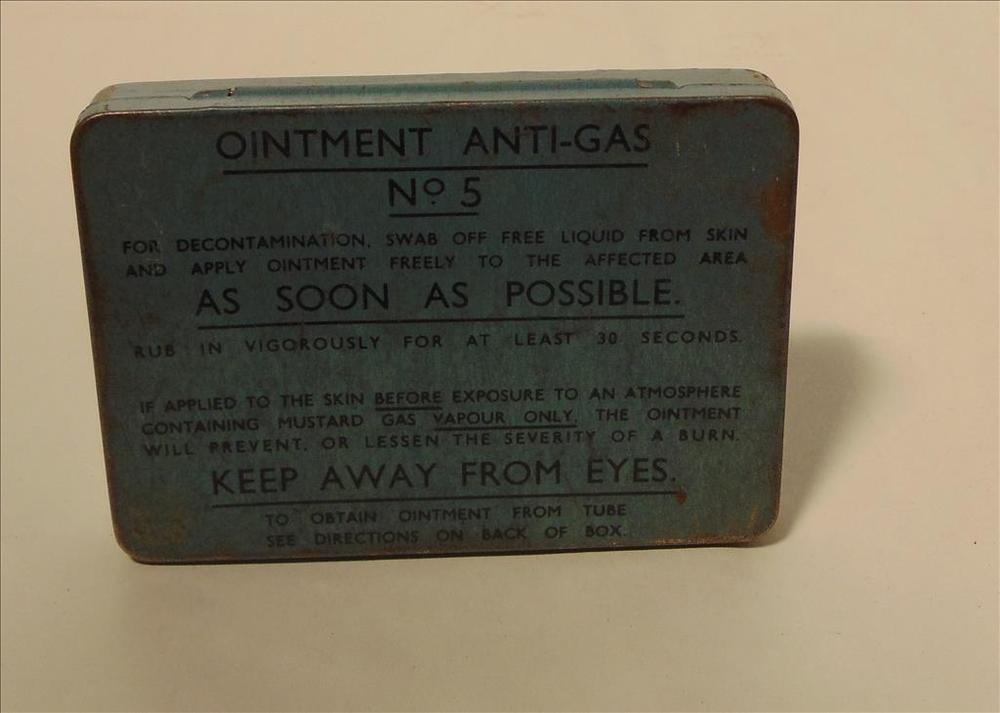 OINTMENT ANTI-GAS
Nº 5
FOR DECONTAMINATION, SWAB OFF FREE LIQUID FROM SKIN
AND APPLY OINTMENT FREELY TO THE AFFECTED AREA
AS SOON AS POSSIBLE.
RUB IN VIGOROUSLY FOR AT LEAST 30 SECONDS.
IF APPLIED TO THE SKIN BEFORE EXPOSURE TO AN ATMOSPHERE
CONTAINING MUSTARD GAS VAPOUR ONLY, THE OINTMENT
WILL PREVENT, OR LESSEN THE SEVERITY OF A BURN.
KEEP AWAY FROM EYES.
TO OBTAIN OINTMENT FROM TUBE
SEE DIRECTIONS ON BACK OF BOX.